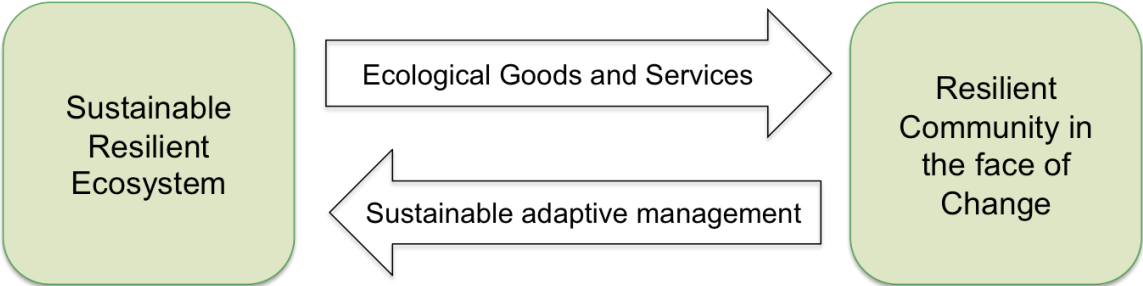 Sustainable
Resilient
Ecosystem
Ecological Goods and Services
Sustainable adaptive management
Resilient
Community in
the face of
Change